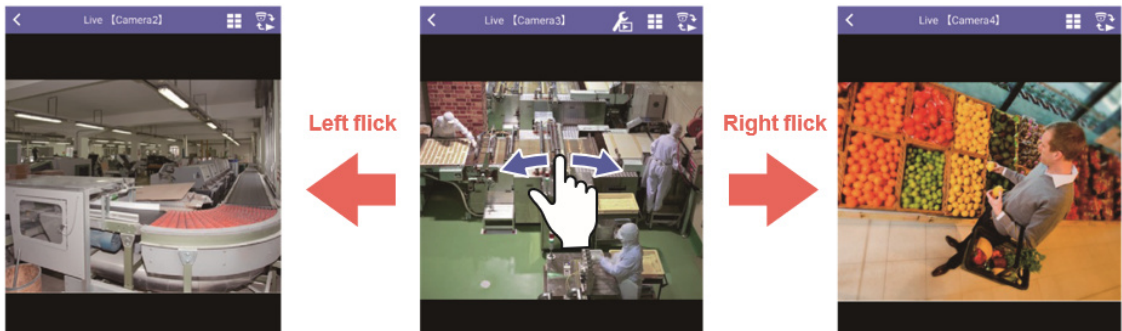 Live 【Camera2】
Left flick
Live 【Camera3】
Right flick
Live 【Camera4】